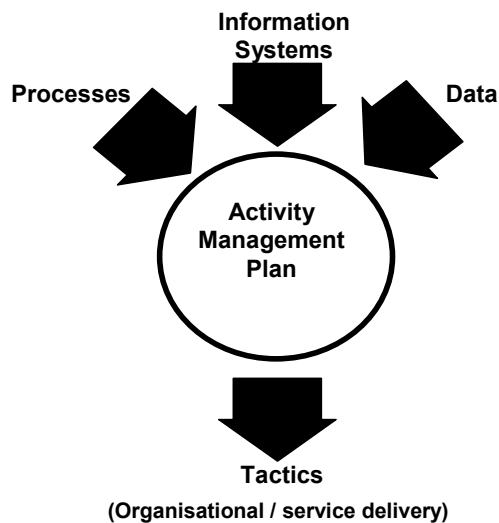 Information
Systems
Processes
Data
Activity
Management
Plan
Tactics
(Organisational / service delivery)